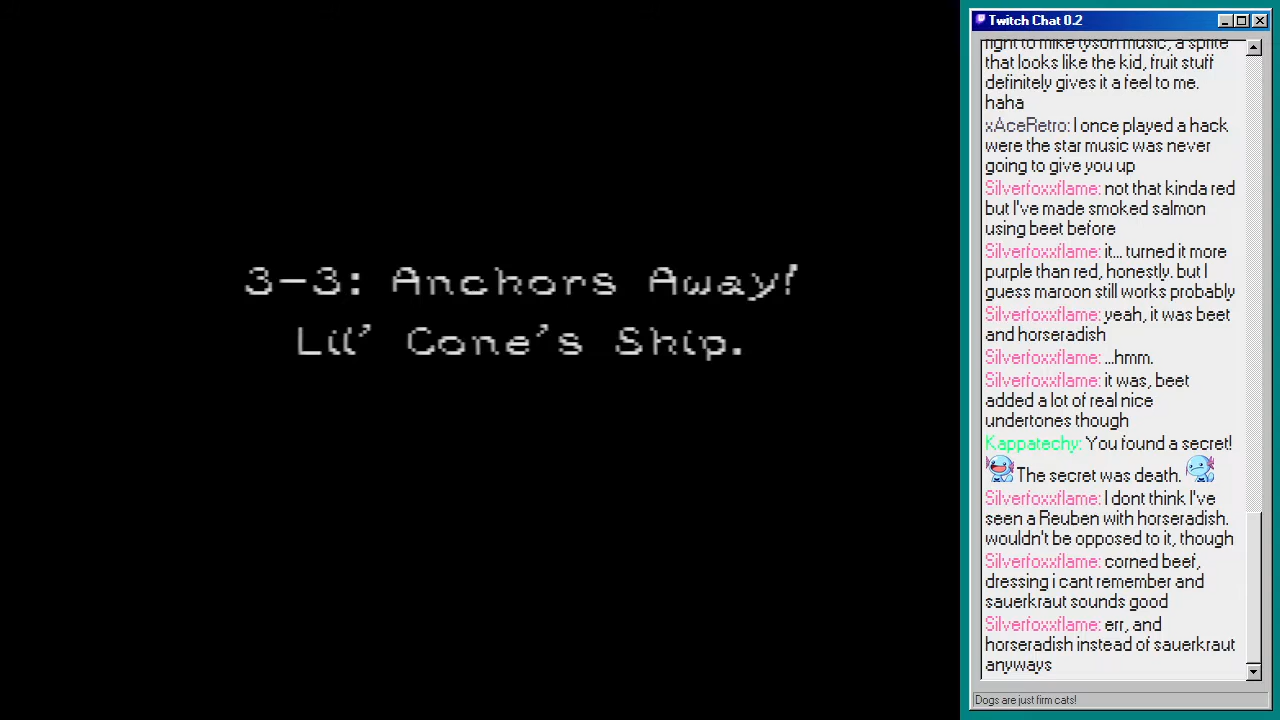 3-3: Anchors Away!
Lil' Cone's Ship.
Twitch Chat 0.2
fight to mike tyson music, a sprite
that looks like the kid, fruit stuff
definitely gives it a feel to me.
haha
xAceRetro: I once played a hack
were the star music was never
going to give you up
Silverfoxxflame: not that kinda red
but I've made smoked salmon
using beet before
Silverfoxxflame: it... turned it more
purple than red, honestly. but I
guess maroon still works probably
Silverfoxxflame: yeah, it was beet
and horseradish
Silverfoxxflame: ...hmm.
Silverfoxxflame: it was, beet
added a lot of real nice
undertones though
Kappatechy: You found a secret!
The secret was death.
Silverfoxxflame: I dont think I've
seen a Reuben with horseradish.
wouldn't be opposed to it, though
Silverfoxxflame: corned beef,
dressing i cant remember and
sauerkraut sounds good
Silverfoxxflame: err, and
horseradish instead of sauerkraut
anyways
Dogs are just firm cats!